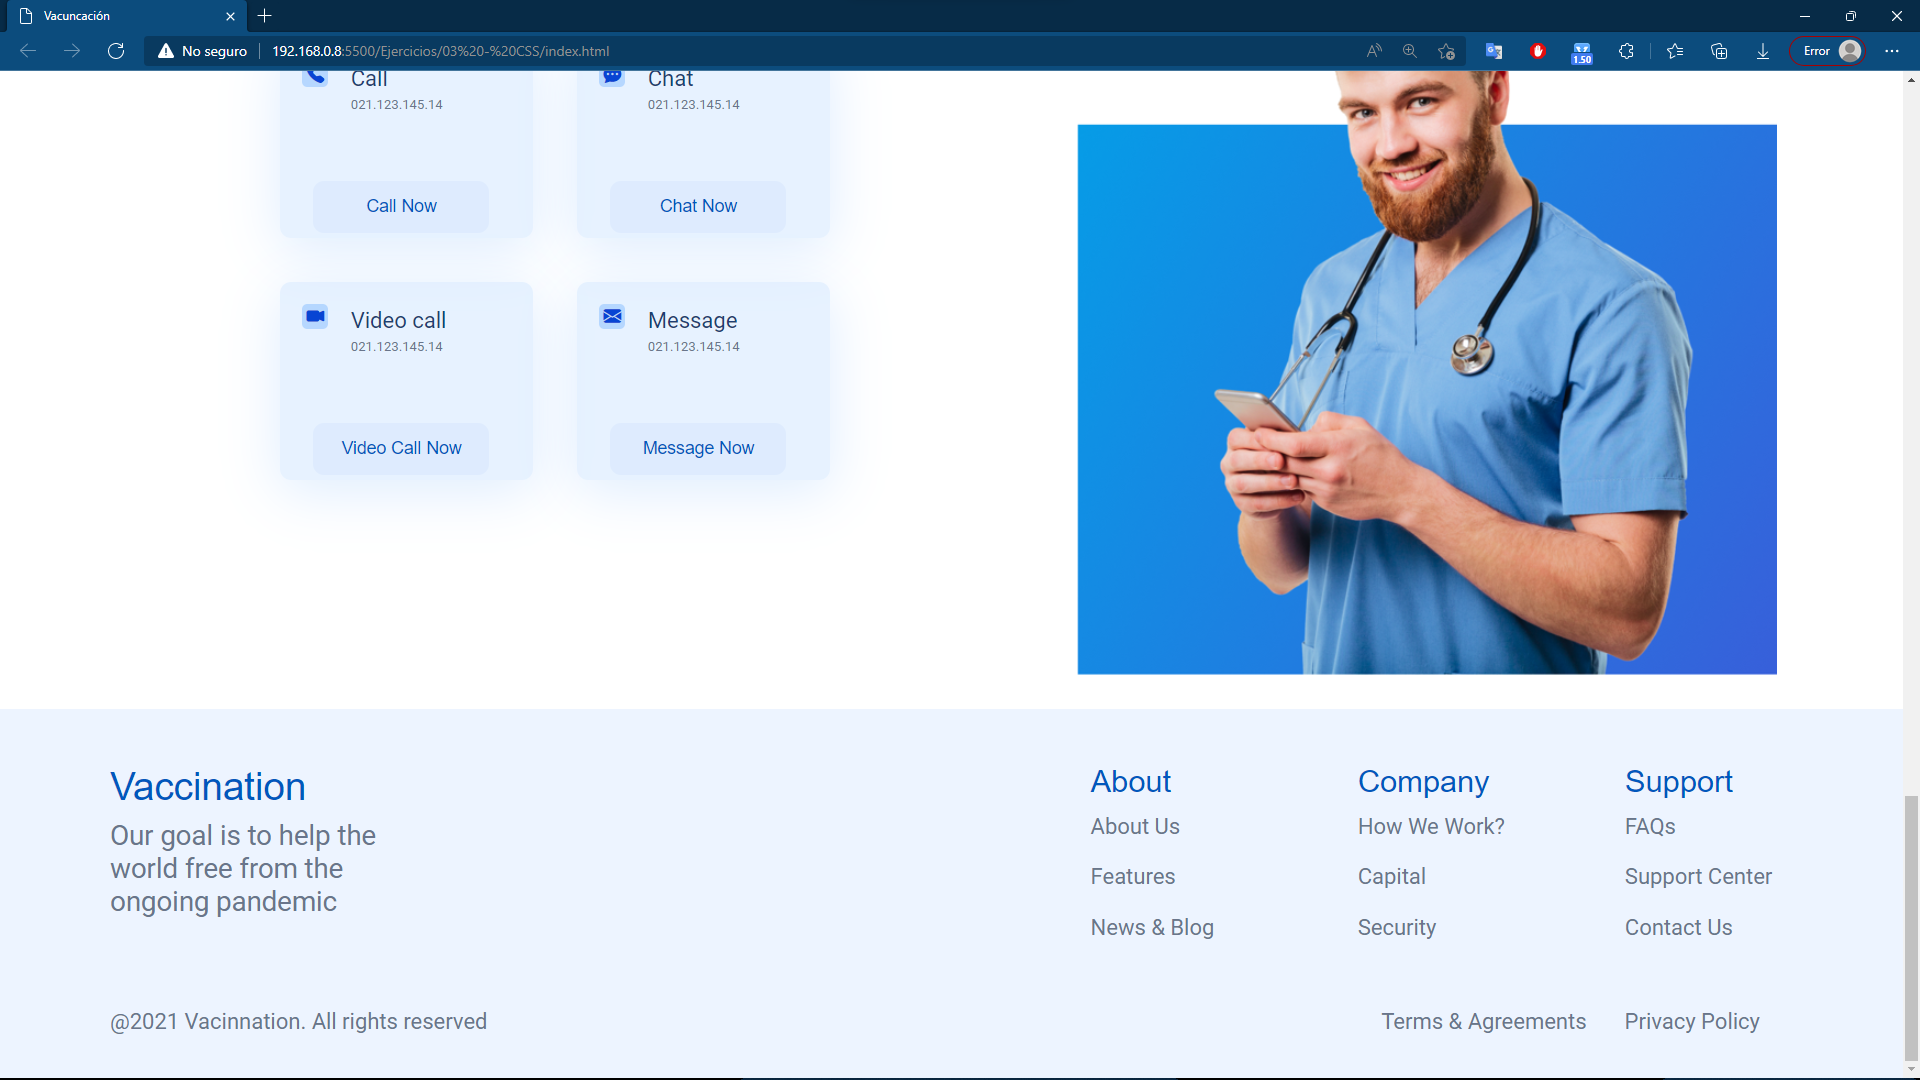 Vacuncación
No seguro
192.168.0.8:5500/Ejercicios/03%20-%20CSS/index.html
1.50
Error
Call
021.123.145.14
Call Now
Chat
021.123.145.14
Chat Now
Video call
021.123.145.14
Video Call Now
Message
021.123.145.14
Message Now
Vaccination
Our goal is to help the
world free from the
ongoing pandemic
About
About Us
Features
News & Blog
Company
How We Work?
Capital
Security
Support
FAQs
Support Center
Contact Us
@2021 Vacinnation. All rights reserved
Terms & Agreements
Privacy Policy